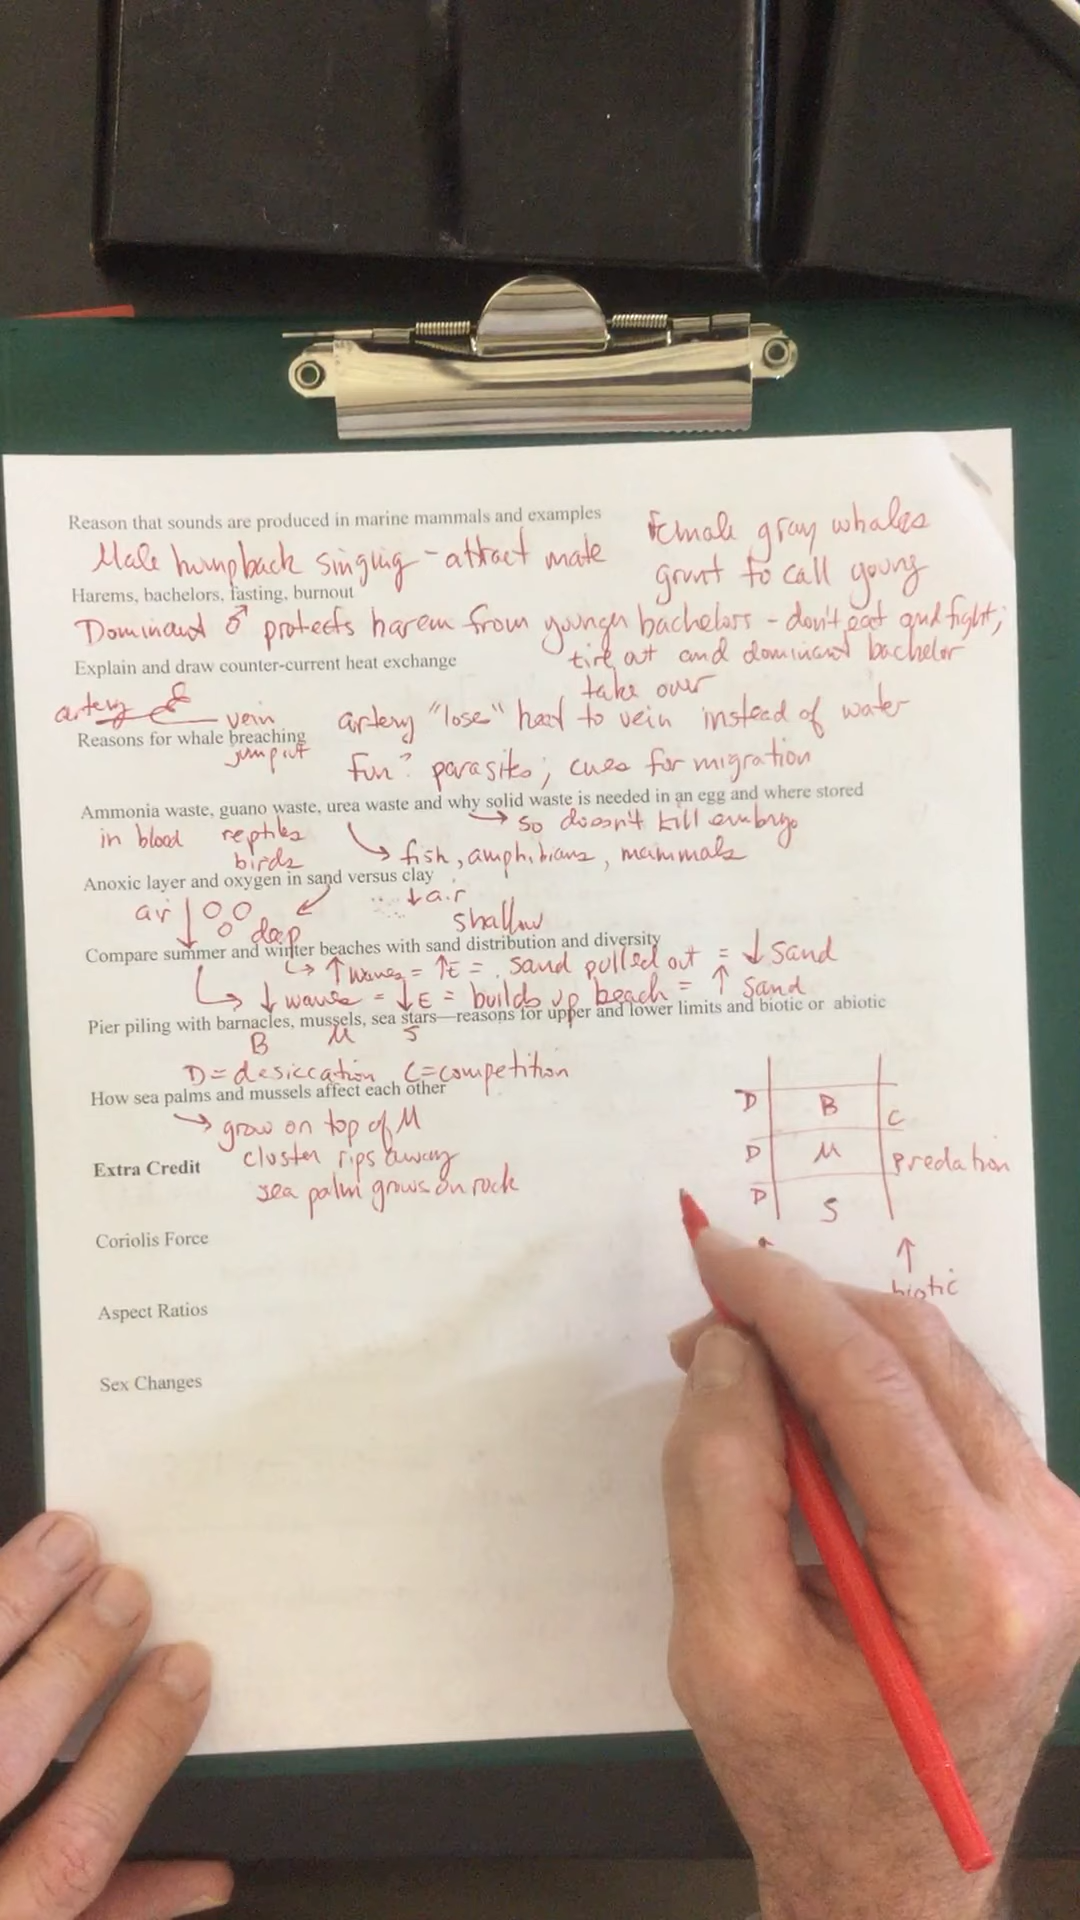 Reason that sounds are produced in marine mammals and examples
Male humpback singing - attract mate
Female gray whales
grunt to call young
Harems, bachelors, fasting, burnout
Dominant ♂ protects harem from younger bachelors - don't eat and fight;
tire out and dominant bachelor
take over
Explain and draw counter-current heat exchange
artery vein
artery "lose" heat to vein instead of water
Reasons for whale breaching
jump out
Fun? parasites; cues for migration
Ammonia waste, guano waste, urea waste and why solid waste is needed in an egg and where stored
in blood reptiles → so doesn't kill embryo
birds → fish, amphibians, mammals
Anoxic layer and oxygen in sand versus clay
air ↓ deep
↓ air
shallow
Compare summer and winter beaches with sand distribution and diversity
↑ waves = ↑E = sand pulled out = ↓ sand
↓ waves = ↓E = builds up beach = ↑ sand
Pier piling with barnacles, mussels, sea stars—reasons for upper and lower limits and biotic or abiotic
B M S
D = desiccation C = competition
How sea palms and mussels affect each other
→ grow on top of M
cluster rips away
sea palm grows on rock
D B C
D M predation
D S
↑ ↑
biotic
Extra Credit
Coriolis Force
Aspect Ratios
Sex Changes